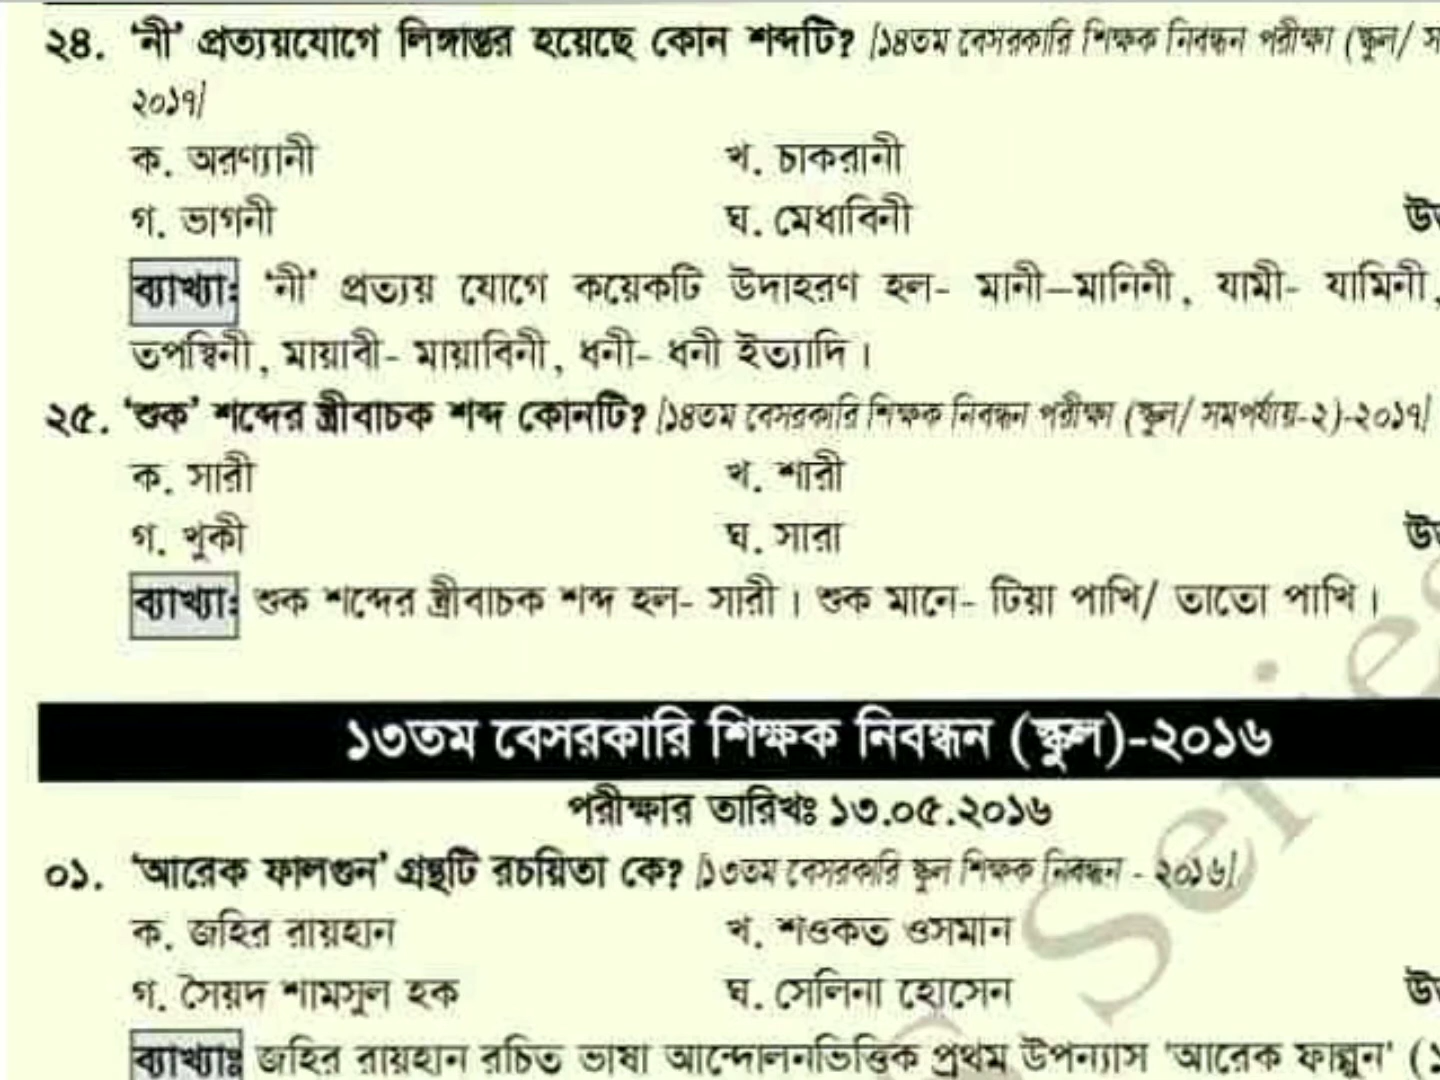 ২৪. ‘নী’ প্রত্যয়যোগে লিঙ্গান্তর হয়েছে কোন শব্দটি? [১৪তম বেসরকারি শিক্ষক নিবন্ধন পরীক্ষা (স্কুল/
২০১৭]
ক. অরণ্যানী খ. চাকরানী
গ. ভাগনী ঘ. মেধাবিনী
ব্যাখ্যা: ‘নী’ প্রত্যয় যোগে কয়েকটি উদাহরণ হল- মানী–মানিনী, যামী- যামিনী,
তপস্বিনী, মায়াবী- মায়াবিনী, ধনী- ধনী ইত্যাদি।
২৫. ‘শুক’ শব্দের স্ত্রীবাচক শব্দ কোনটি? [১৪তম বেসরকারি শিক্ষক নিবন্ধন পরীক্ষা (স্কুল/ সমপর্যায়-২)-২০১৭]
ক. সারী খ. শারী
গ. খুকী ঘ. সারা
ব্যাখ্যা: শুক শব্দের স্ত্রীবাচক শব্দ হল- সারী। শুক মানে- টিয়া পাখি/ তাতো পাখি।
১৩তম বেসরকারি শিক্ষক নিবন্ধন (স্কুল)-২০১৬
পরীক্ষার তারিখঃ ১৩.০৫.২০১৬
০১. ‘আরেক ফালগুন’ গ্রন্থটি রচয়িতা কে? [১৩তম বেসরকারি স্কুল শিক্ষক নিবন্ধন - ২০১৬]
ক. জহির রায়হান খ. শওকত ওসমান
গ. সৈয়দ শামসুল হক ঘ. সেলিনা হোসেন
ব্যাখ্যাঃ জহির রায়হান রচিত ভাষা আন্দোলনভিত্তিক প্রথম উপন্যাস ‘আরেক ফাল্গুন’